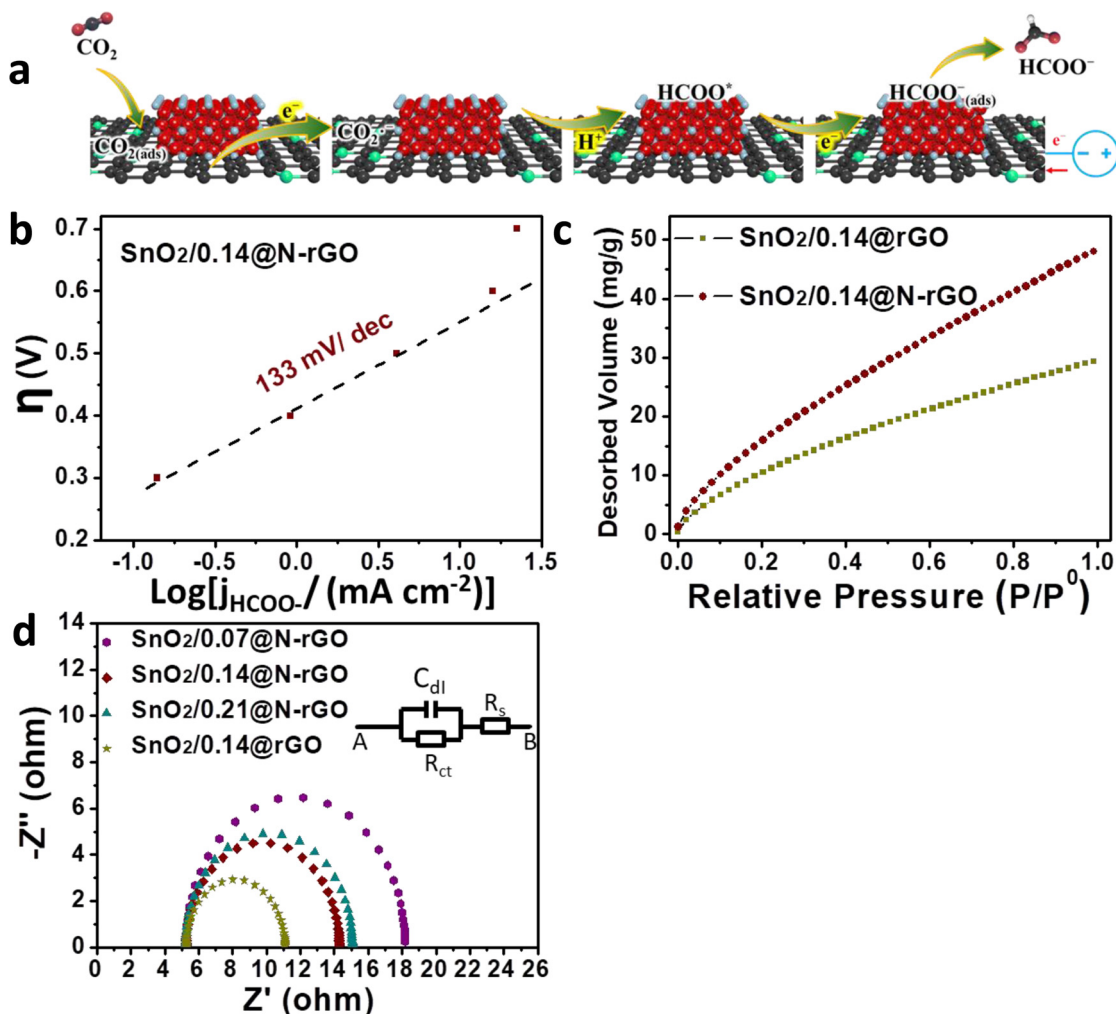 a
CO₂
CO₂(ads)
e⁻
CO₂·⁻
H⁺
HCOO*
e⁻
HCOO⁻(ads)
HCOO⁻
e⁻
− +
b
SnO₂/0.14@N-rGO
133 mV/ dec
η (V)
0.7
0.6
0.5
0.4
0.3
0.2
-1.0 -0.5 0.0 0.5 1.0 1.5
Log[jHCOO-/ (mA cm⁻²)]
c
SnO₂/0.14@rGO
SnO₂/0.14@N-rGO
Desorbed Volume (mg/g)
50
40
30
20
10
0
0.0 0.2 0.4 0.6 0.8 1.0
Relative Pressure (P/P⁰)
d
SnO₂/0.07@N-rGO
SnO₂/0.14@N-rGO
SnO₂/0.21@N-rGO
SnO₂/0.14@rGO
Cdl
Rs
A
B
Rct
-Z'' (ohm)
14
12
10
8
6
4
2
0
0 2 4 6 8 10 12 14 16 18 20 22 24 26
Z' (ohm)